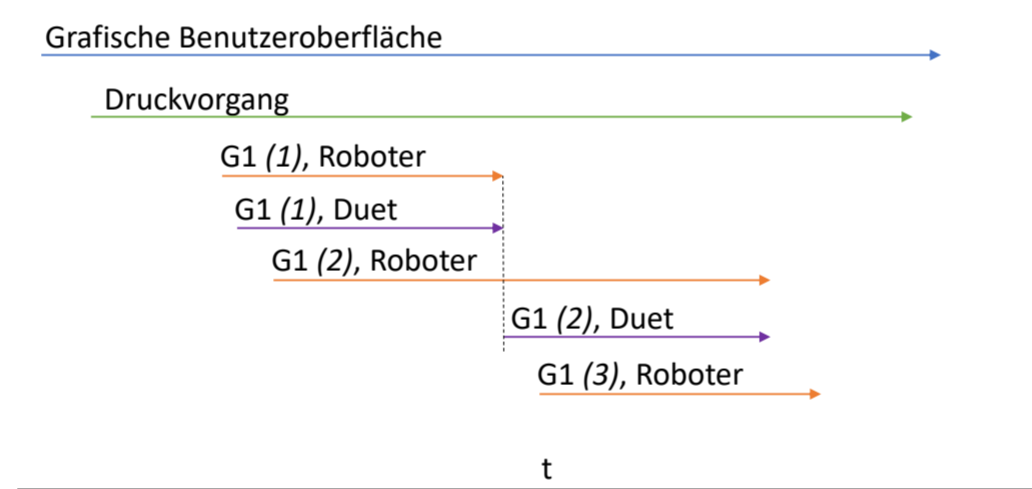 Grafische Benutzeroberfläche
Druckvorgang
G1 (1), Roboter
G1 (1), Duet
G1 (2), Roboter
G1 (2), Duet
G1 (3), Roboter
t